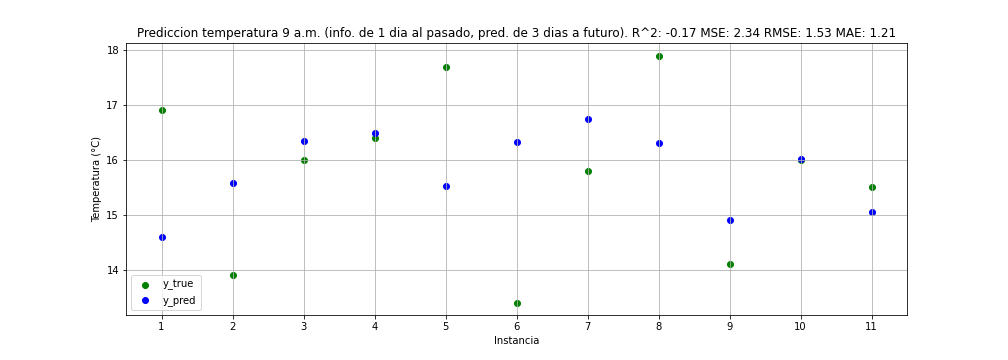 Prediccion temperatura 9 a.m. (info. de 1 dia al pasado, pred. de 3 dias a futuro). R^2: -0.17 MSE: 2.34 RMSE: 1.53 MAE: 1.21
18
17
16
15
14
Temperatura (°C)
y_true
y_pred
1 2 3 4 5 6 7 8 9 10 11
Instancia